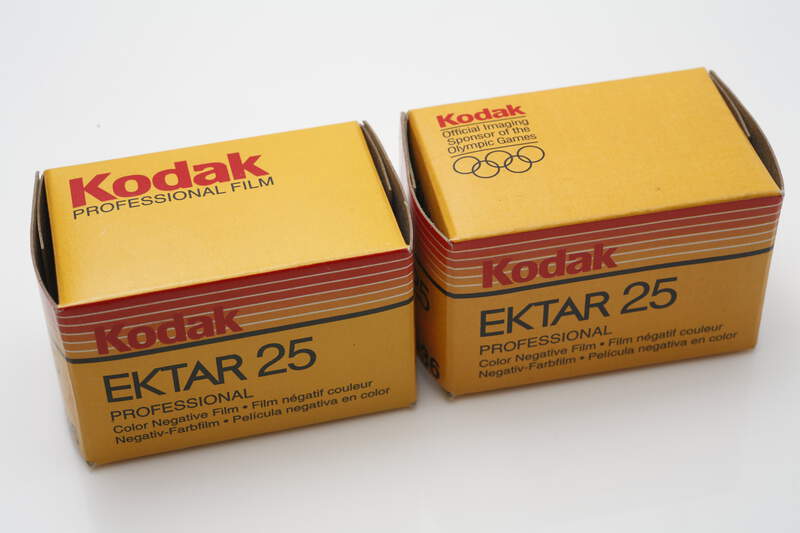 Kodak
PROFESSIONAL FILM
Kodak
EKTAR 25
PROFESSIONAL
Color Negative Film • Film négatif couleur
Negativ-Farbfilm • Película negativa en color
Kodak
Official Imaging
Sponsor of the
Olympic Games
Kodak
EKTAR 25
PROFESSIONAL
Color Negative Film • Film négatif couleur
Negativ-Farbfilm • Película negativa en color
36